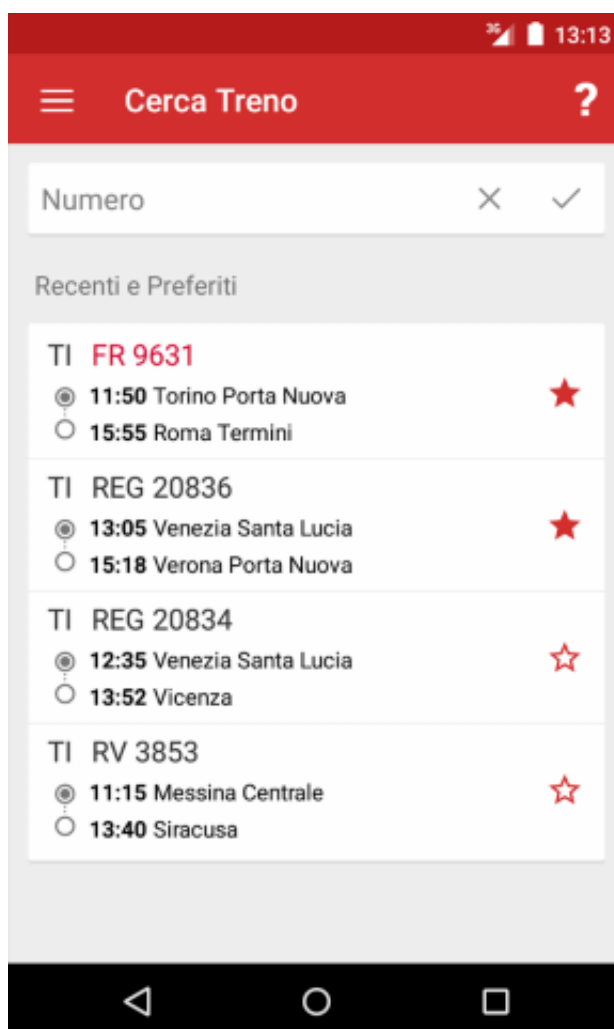 3G 13:13
Cerca Treno ?
Numero
Recenti e Preferiti
TI FR 9631
11:50 Torino Porta Nuova
15:55 Roma Termini
TI REG 20836
13:05 Venezia Santa Lucia
15:18 Verona Porta Nuova
TI REG 20834
12:35 Venezia Santa Lucia
13:52 Vicenza
TI RV 3853
11:15 Messina Centrale
13:40 Siracusa